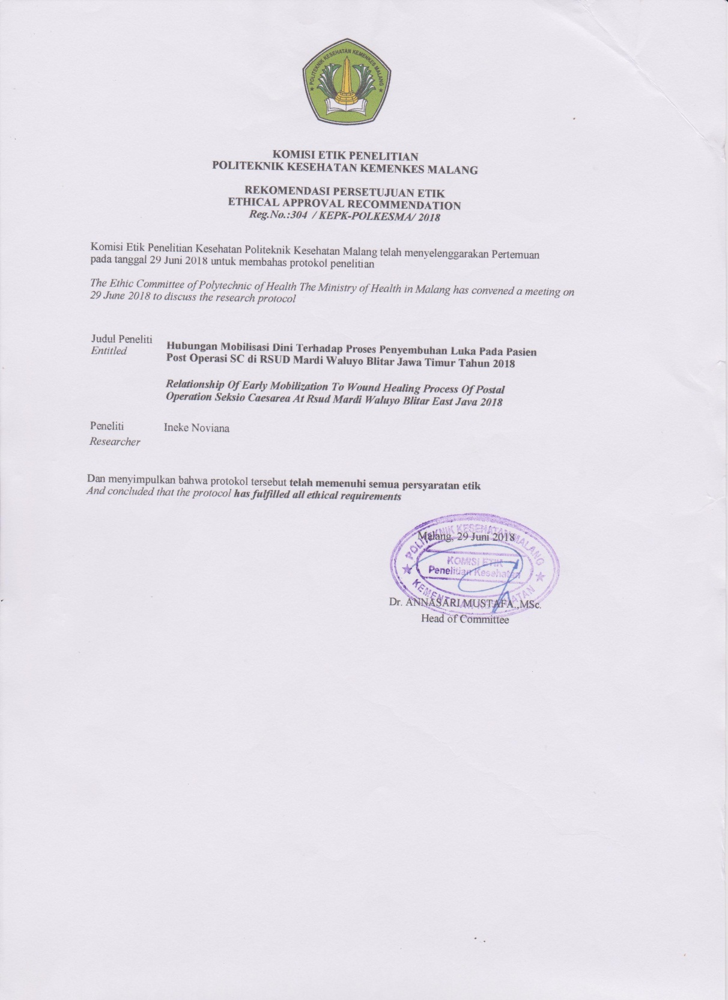 ★ POLITEKNIK KESEHATAN KEMENKES MALANG ★
KOMISI ETIK PENELITIAN
POLITEKNIK KESEHATAN KEMENKES MALANG
REKOMENDASI PERSETUJUAN ETIK
ETHICAL APPROVAL RECOMMENDATION
Reg.No.:304 / KEPK-POLKESMA/ 2018
Komisi Etik Penelitian Kesehatan Politeknik Kesehatan Malang telah menyelenggarakan Pertemuan
pada tanggal 29 Juni 2018 untuk membahas protokol penelitian
The Ethic Committee of Polytechnic of Health The Ministry of Health in Malang has convened a meeting on
29 June 2018 to discuss the research protocol
Judul Peneliti
Entitled
Hubungan Mobilisasi Dini Terhadap Proses Penyembuhan Luka Pada Pasien
Post Operasi SC di RSUD Mardi Waluyo Blitar Jawa Timur Tahun 2018
Relationship Of Early Mobilization To Wound Healing Process Of Postal
Operation Seksio Caesarea At Rsud Mardi Waluyo Blitar East Java 2018
Peneliti Ineke Noviana
Researcher
Dan menyimpulkan bahwa protokol tersebut telah memenuhi semua persyaratan etik
And concluded that the protocol has fulfilled all ethical requirements
Malang, 29 Juni 2018
POLITEKNIK KESEHATAN MALANG
KOMISI ETIK
Penelitian Kesehatan
Dr. ANNASARI MUSTAFA.,MSc.
Head of Committee